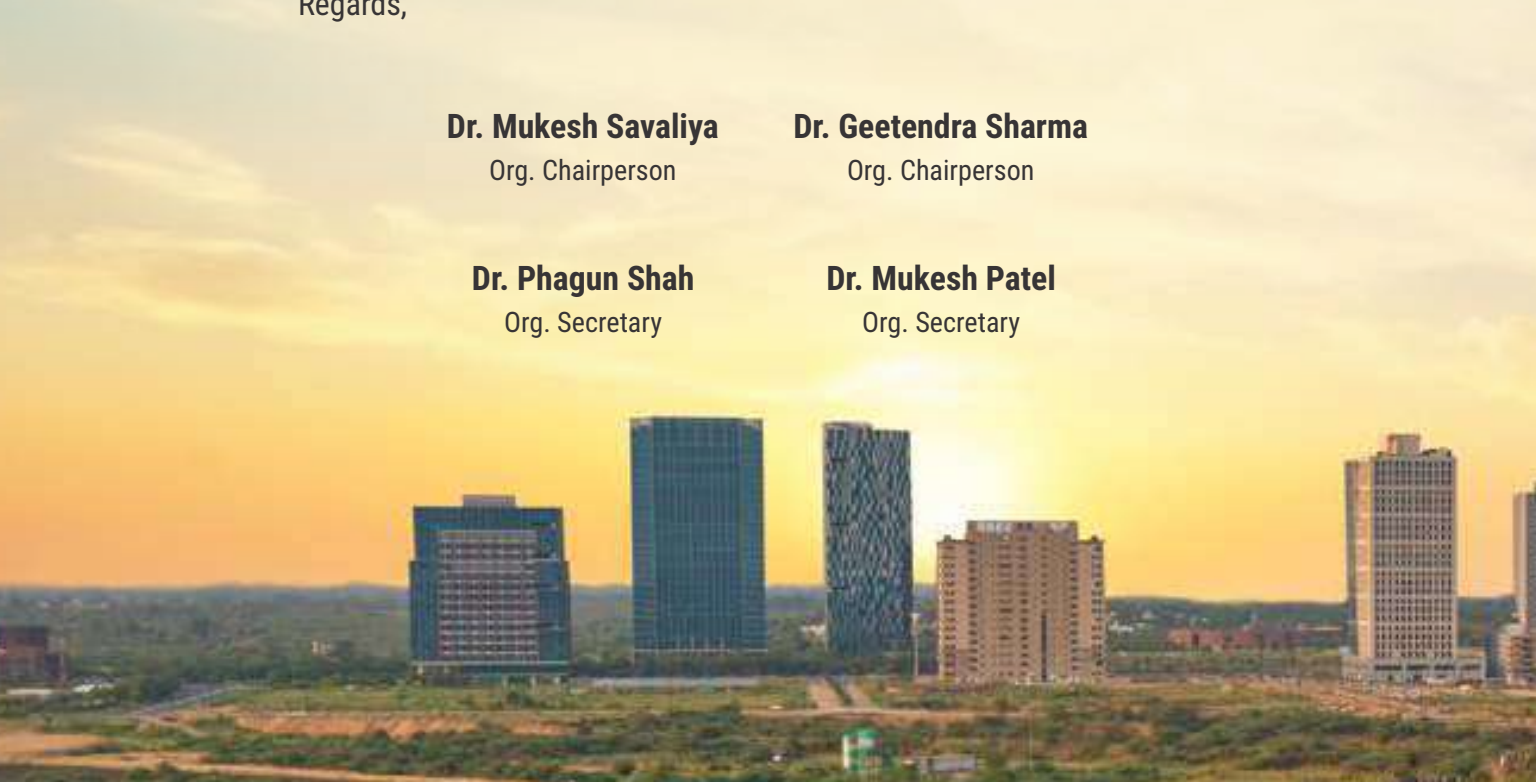 Regards,
Dr. Mukesh Savaliya
Dr. Geetendra Sharma
Org. Chairperson
Org. Chairperson
Dr. Phagun Shah
Dr. Mukesh Patel
Org. Secretary
Org. Secretary